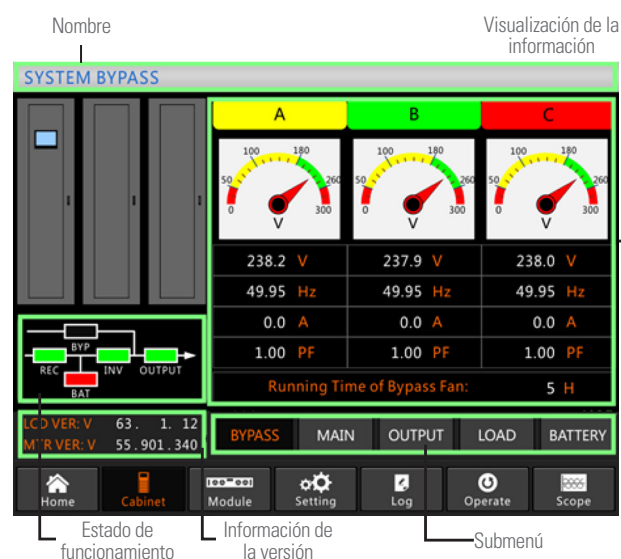 Nombre
Visualización de la
información
SYSTEM BYPASS
A B C
100 180 100 180 100 180
50 260 50 260 50 260
0 300 0 300 0 300
V V V
238.2 V 237.9 V 238.0 V
49.95 Hz 49.95 Hz 49.95 Hz
0.0 A 0.0 A 0.0 A
1.00 PF 1.00 PF 1.00 PF
Running Time of Bypass Fan: 5 H
BYP
REC INV OUTPUT
BAT
LCD VER: V 63. 1. 12
VER: V 55.901.340
BYPASS MAIN OUTPUT LOAD BATTERY
Home Cabinet Module Setting Log Operate Scope
Estado de
funcionamiento
Información de
la versión
Submenú